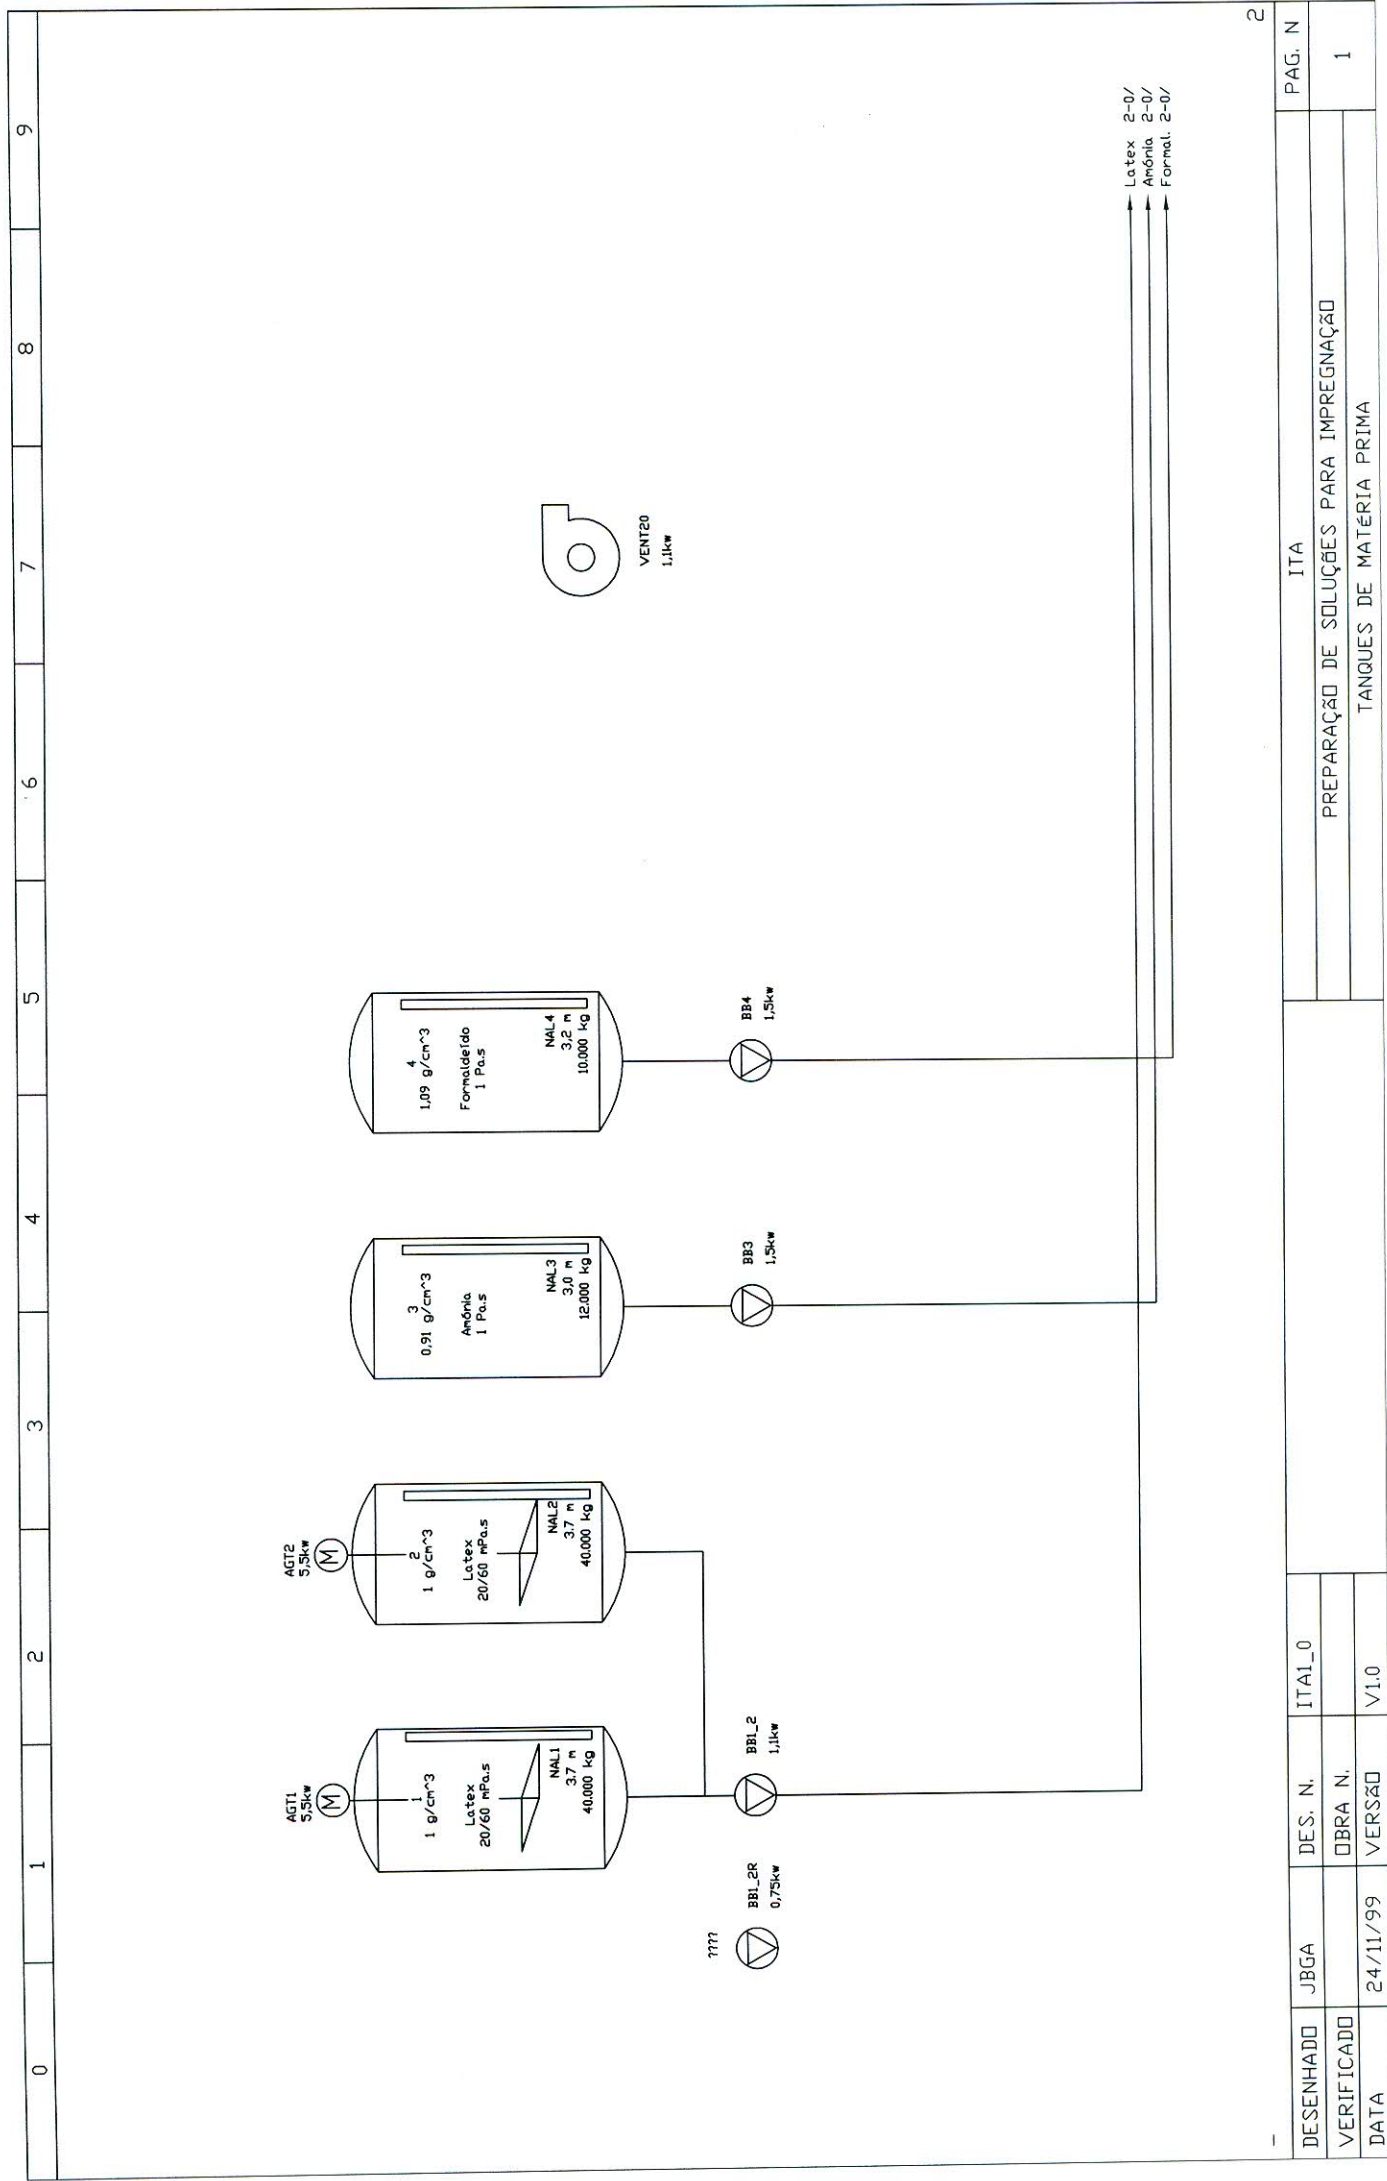 0 1 2 3 4 5 6 7 8 9
AGT1
5,5kw
M
1
1 g/cm^3
Latex
20/60 mPa.s
NAL1
3.7 m
40.000 kg
AGT2
5,5kw
M
2
1 g/cm^3
Latex
20/60 mPa.s
NAL2
3.7 m
40.000 kg
3
0,91 g/cm^3
Amónia
1 Pa.s
NAL3
3,0 m
12.000 kg
4
1,09 g/cm^3
Formaldeído
1 Pa.s
NAL4
3,2 m
10.000 kg
VENT20
1,1kw
????
BB1_2R
0,75kw
BB1_2
1,1kw
BB3
1,5kw
BB4
1,5kw
Latex 2-0/
Amónia 2-0/
Formal. 2-0/
-
2
DESENHADO JBGA DES. N. ITA1_0
VERIFICADO OBRA N.
DATA 24/11/99 VERSÃO V1.0
ITA
PREPARAÇÃO DE SOLUÇÕES PARA IMPREGNAÇÃO
TANQUES DE MATÉRIA PRIMA
PAG. N
1